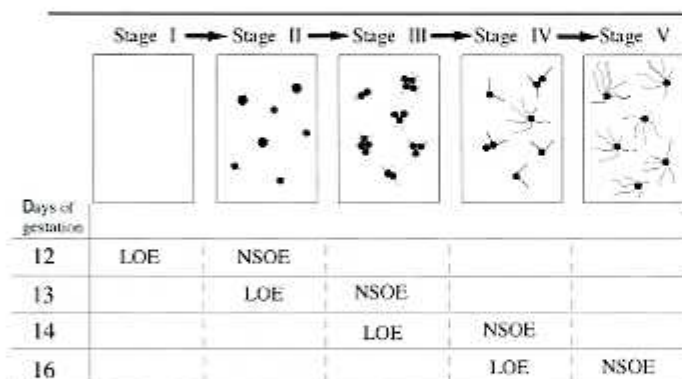 Stage I Stage II Stage III Stage IV Stage V
Days of
gestation
12 LOE NSOE
13 LOE NSOE
14 LOE NSOE
16 LOE NSOE